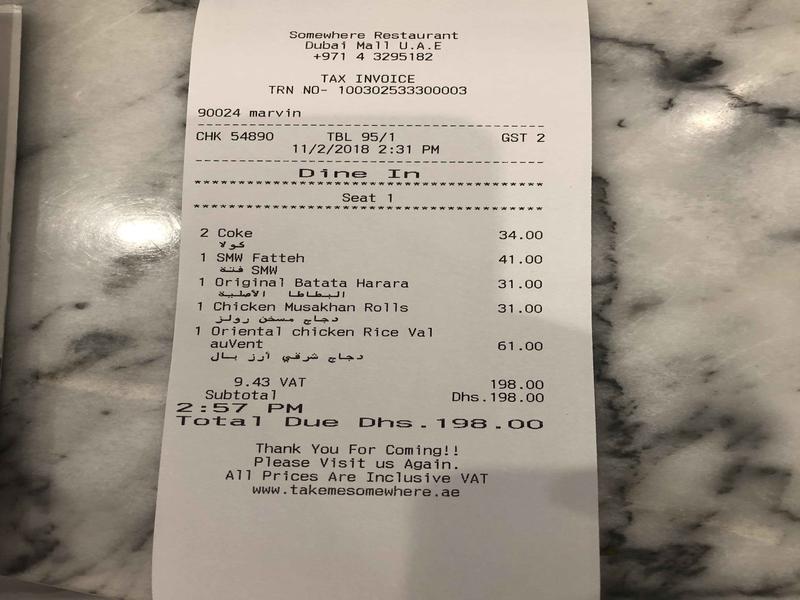 Somewhere Restaurant
Dubai Mall U.A.E
+971 4 3295182
TAX INVOICE
TRN NO- 100302533300003
90024 marvin
CHK 54890 TBL 95/1 GST 2
11/2/2018 2:31 PM
Dine In
Seat 1
2 Coke 34.00
كولا
1 SMW Fatteh 41.00
فتة SMW
1 Original Batata Harara 31.00
البطاطا الأصلية
1 Chicken Musakhan Rolls 31.00
دجاج مسخن رولز
1 Oriental chicken Rice Val
auVent 61.00
دجاج شرقي أرز بال
9.43 VAT 198.00
Subtotal Dhs.198.00
2:57 PM
Total Due Dhs.198.00
Thank You For Coming!!
Please Visit us Again.
All Prices Are Inclusive VAT
www.takemesomewhere.ae